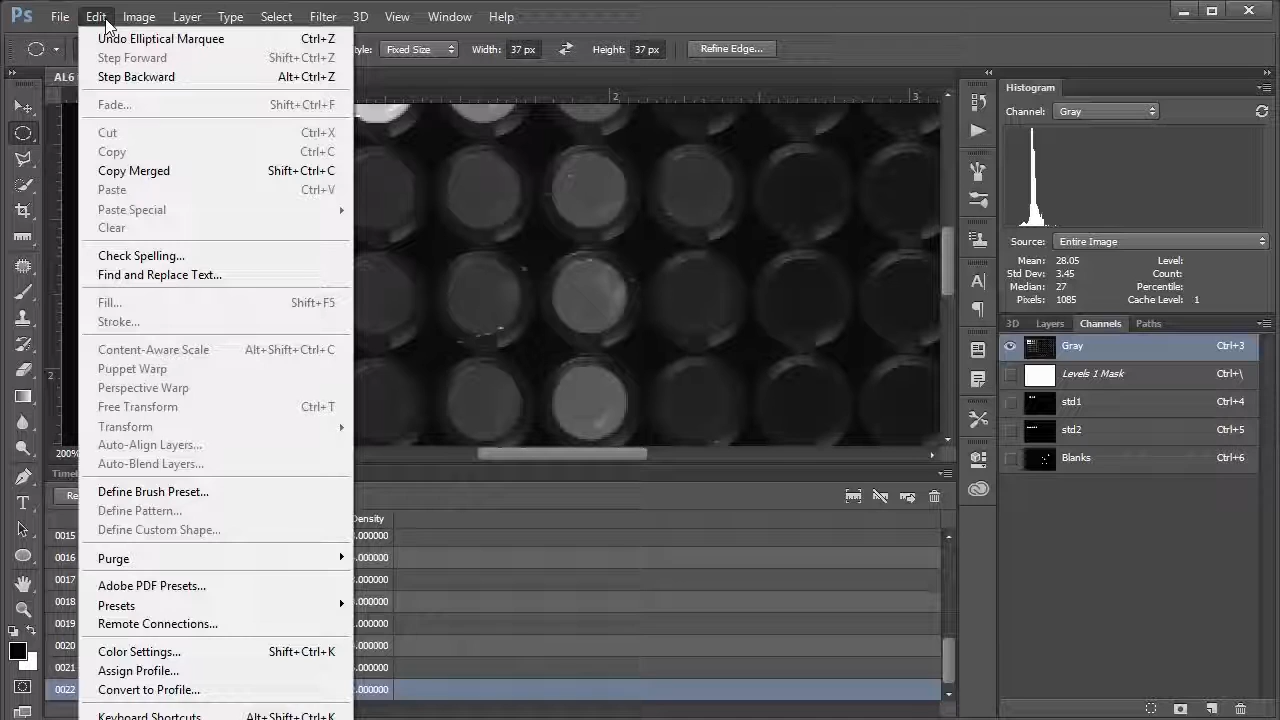 Ps File Edit Image Layer Type Select Filter 3D View Window Help
Style: Fixed Size Width: 37 px Height: 37 px Refine Edge...
AL6
2 3
2
200%
Undo Elliptical Marquee Ctrl+Z
Step Forward Shift+Ctrl+Z
Step Backward Alt+Ctrl+Z
Fade... Shift+Ctrl+F
Cut Ctrl+X
Copy Ctrl+C
Copy Merged Shift+Ctrl+C
Paste Ctrl+V
Paste Special
Clear
Check Spelling...
Find and Replace Text...
Fill... Shift+F5
Stroke...
Content-Aware Scale Alt+Shift+Ctrl+C
Puppet Warp
Perspective Warp
Free Transform Ctrl+T
Transform
Auto-Align Layers...
Auto-Blend Layers...
Define Brush Preset...
Define Pattern...
Define Custom Shape...
Purge
Adobe PDF Presets...
Presets
Remote Connections...
Color Settings... Shift+Ctrl+K
Assign Profile...
Convert to Profile...
Keyboard Shortcuts Alt+Shift+Ctrl+K
Histogram
Channel: Gray
Source: Entire Image
Mean: 28.05 Level:
Std Dev: 3.45 Count:
Median: 27 Percentile:
Pixels: 1085 Cache Level: 1
3D Layers Channels Paths
Gray Ctrl+3
Levels 1 Mask Ctrl+\
std1 Ctrl+4
std2 Ctrl+5
Blanks Ctrl+6
Density
0015 .000000
0016 .000000
0017 .000000
0018 .000000
0019 .000000
0020 .000000
0021 .000000
0022 .000000